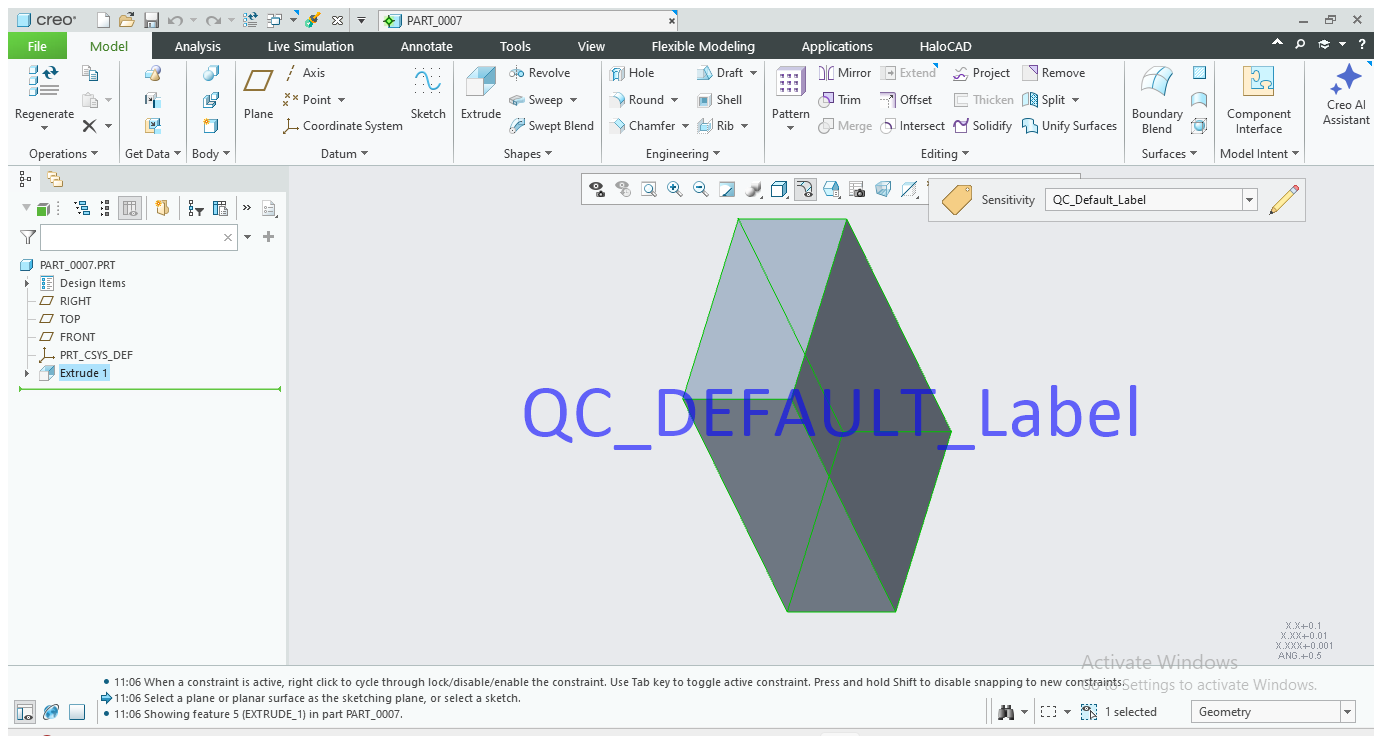 creo® PART_0007
File Model Analysis Live Simulation Annotate Tools View Flexible Modeling Applications HaloCAD
Regenerate
Operations
Get Data
Body
Plane
Axis
Point
Coordinate System
Sketch
Datum
Extrude
Revolve
Sweep
Swept Blend
Shapes
Hole Draft
Round Shell
Chamfer Rib
Engineering
Pattern
Mirror Extend Project Remove
Trim Offset Thicken Split
Merge Intersect Solidify Unify Surfaces
Editing
Boundary
Blend
Surfaces
Component
Interface
Model Intent
Creo AI
Assistant
Sensitivity QC_Default_Label
PART_0007.PRT
Design Items
RIGHT
TOP
FRONT
PRT_CSYS_DEF
Extrude 1
QC_DEFAULT_Label
X.X+-0.1
X.XX+-0.01
X.XXX+-0.001
ANG.+-0.5
Activate Windows
Go to Settings to activate Windows.
11:06 When a constraint is active, right click to cycle through lock/disable/enable the constraint. Use Tab key to toggle active constraint. Press and hold Shift to disable snapping to new constraints.
11:06 Select a plane or planar surface as the sketching plane, or select a sketch.
11:06 Showing feature 5 (EXTRUDE_1) in part PART_0007.
1 selected Geometry